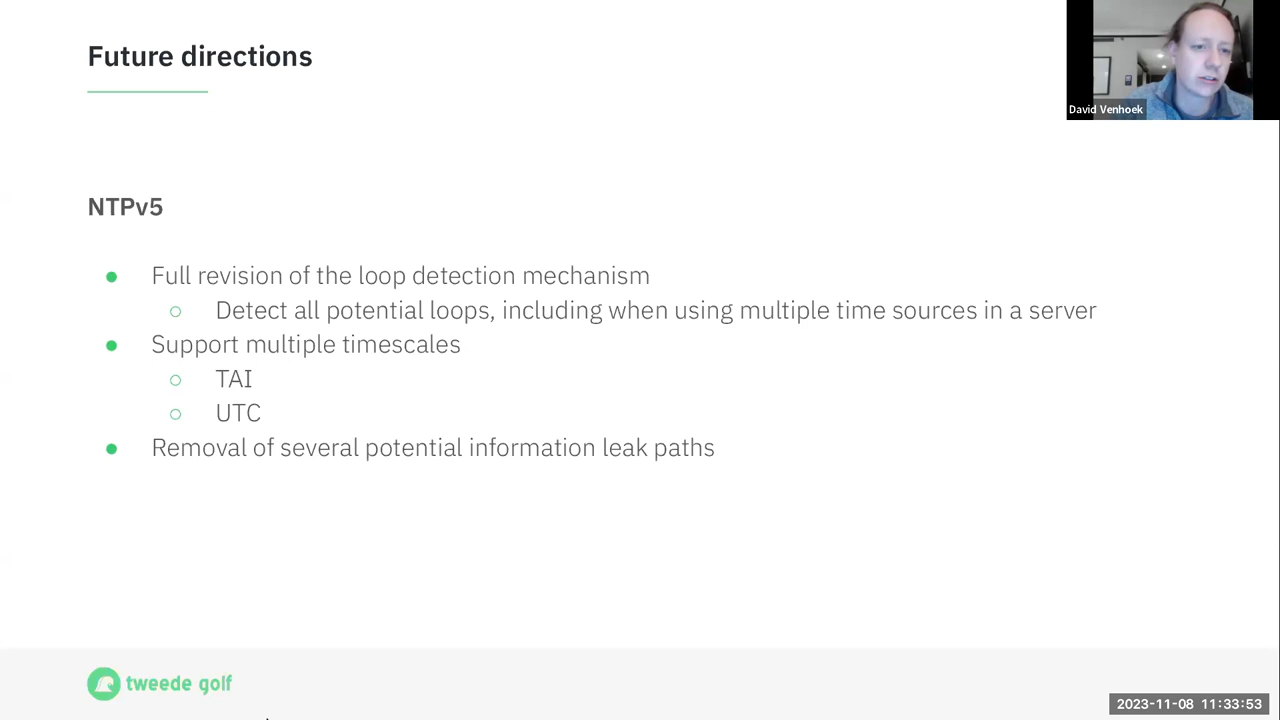 Future directions
David Venhoek
NTPv5
Full revision of the loop detection mechanism
Detect all potential loops, including when using multiple time sources in a server
Support multiple timescales
TAI
UTC
Removal of several potential information leak paths
tweede golf
2023-11-08 11:33:53